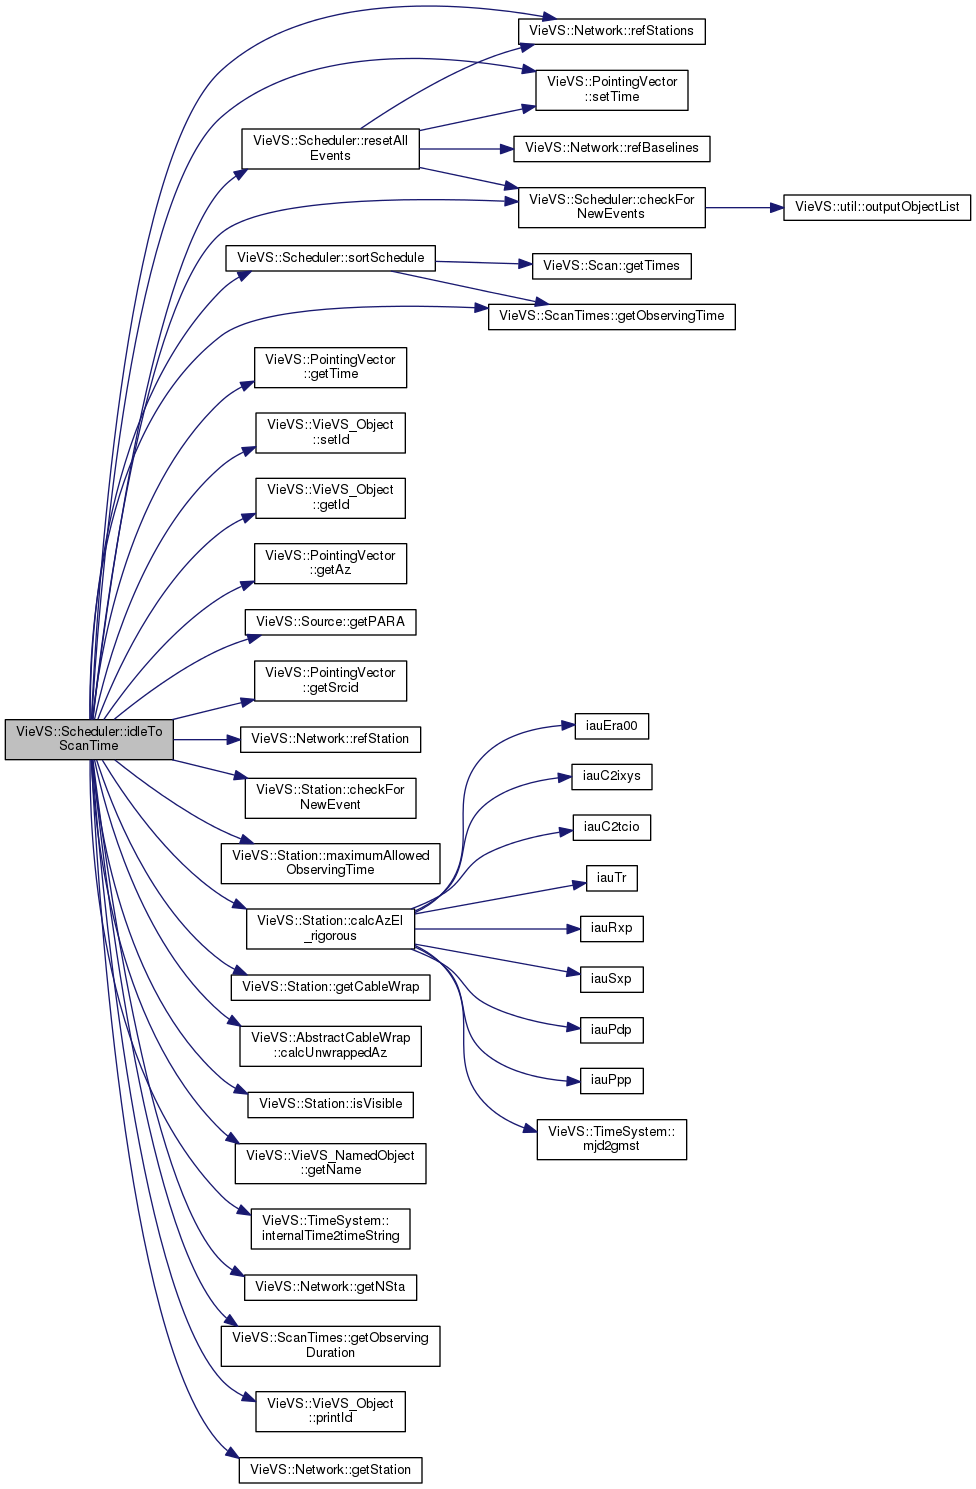 VieVS::Network::refStations
VieVS::PointingVector
::setTime
VieVS::Scheduler::resetAll
Events
VieVS::Network::refBaselines
VieVS::Scheduler::checkFor
NewEvents
VieVS::util::outputObjectList
VieVS::Scheduler::sortSchedule
VieVS::Scan::getTimes
VieVS::ScanTimes::getObservingTime
VieVS::PointingVector
::getTime
VieVS::VieVS_Object
::setId
VieVS::VieVS_Object
::getId
VieVS::PointingVector
::getAz
VieVS::Source::getPARA
VieVS::PointingVector
::getSrcid
VieVS::Scheduler::idleTo
ScanTime
VieVS::Network::refStation
VieVS::Station::checkFor
NewEvent
VieVS::Station::maximumAllowed
ObservingTime
VieVS::Station::calcAzEl
_rigorous
iauEra00
iauC2ixys
iauC2tcio
iauTr
iauRxp
iauSxp
iauPdp
iauPpp
VieVS::TimeSystem::
mjd2gmst
VieVS::Station::getCableWrap
VieVS::AbstractCableWrap
::calcUnwrappedAz
VieVS::Station::isVisible
VieVS::VieVS_NamedObject
::getName
VieVS::TimeSystem::
internalTime2timeString
VieVS::Network::getNSta
VieVS::ScanTimes::getObserving
Duration
VieVS::VieVS_Object
::printId
VieVS::Network::getStation